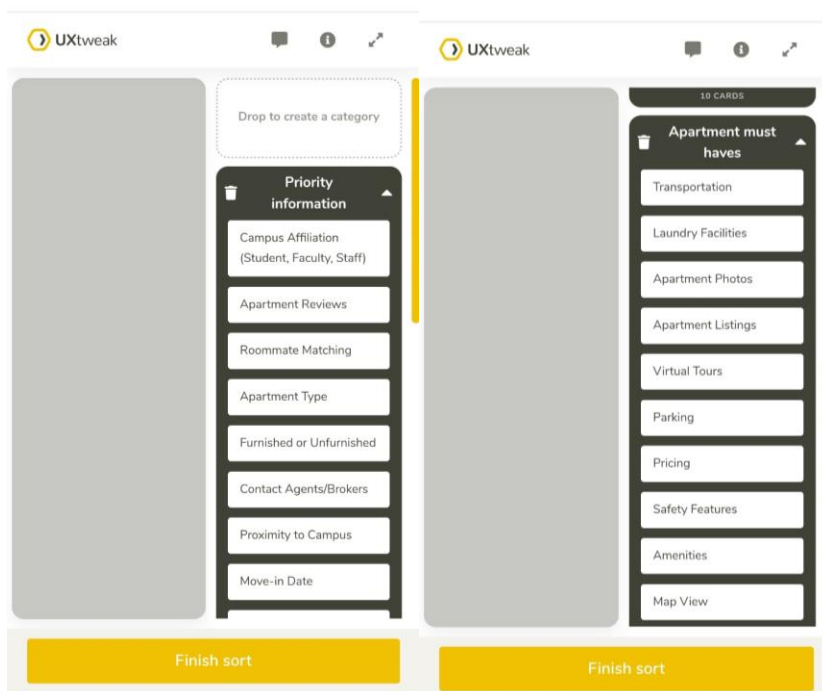 UXtweak
Drop to create a category
Priority
information
Campus Affiliation
(Student, Faculty, Staff)
Apartment Reviews
Roommate Matching
Apartment Type
Furnished or Unfurnished
Contact Agents/Brokers
Proximity to Campus
Move-in Date
Finish sort
UXtweak
10 CARDS
Apartment must
haves
Transportation
Laundry Facilities
Apartment Photos
Apartment Listings
Virtual Tours
Parking
Pricing
Safety Features
Amenities
Map View
Finish sort